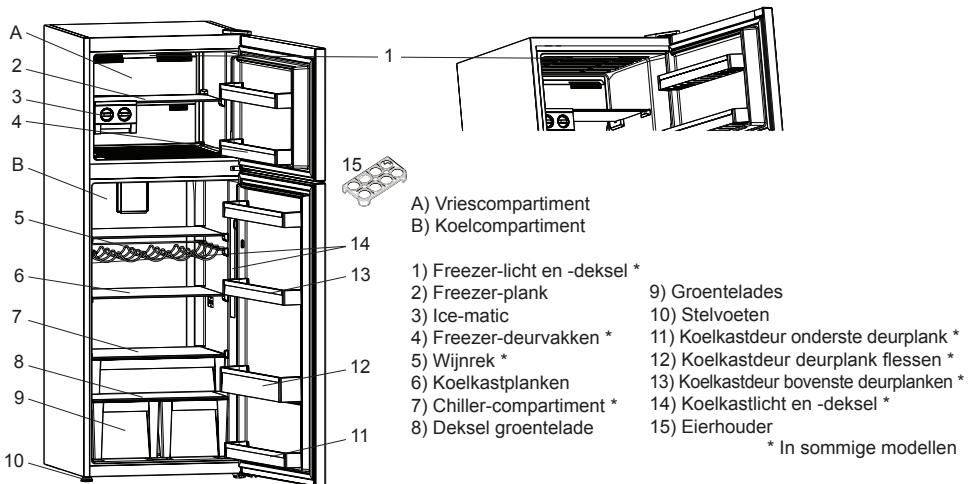 A
2
3
4
B
5
6
7
8
9
10
1
15
14
13
12
11
A) Vriescompartiment
B) Koelcompartiment
1) Freezer-licht en -deksel *
2) Freezer-plank
3) Ice-matic
4) Freezer-deurvakken *
5) Wijnrek *
6) Koelkastplanken
7) Chiller-compartiment *
8) Deksel groentelade
9) Groentelades
10) Stelvoeten
11) Koelkastdeur onderste deurplank *
12) Koelkastdeur deurplank flessen *
13) Koelkastdeur bovenste deurplanken *
14) Koelkastlicht en -deksel *
15) Eierhouder
* In sommige modellen